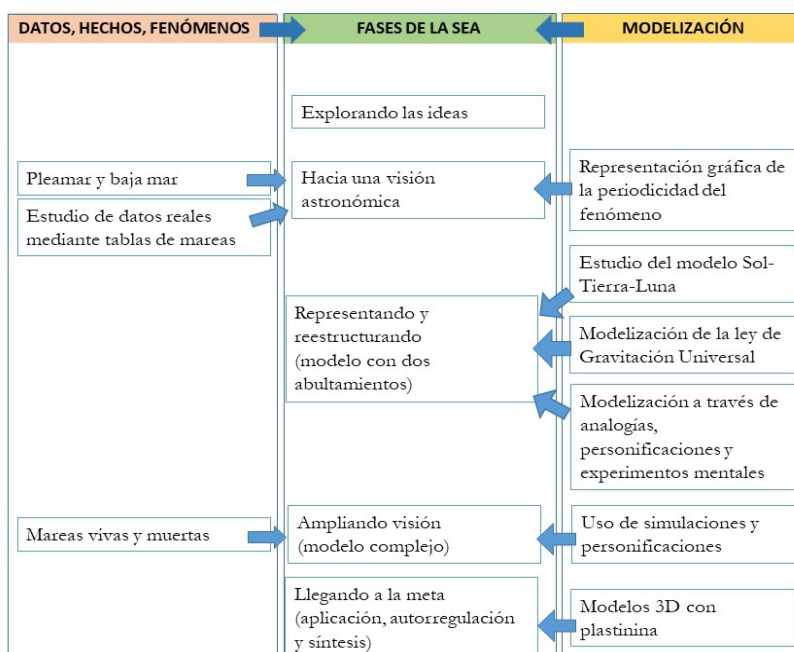 DATOS, HECHOS, FENÓMENOS
FASES DE LA SEA
MODELIZACIÓN
Explorando las ideas
Pleamar y baja mar
Estudio de datos reales
mediante tablas de mareas
Hacia una visión
astronómica
Representación gráfica de
la periodicidad del
fenómeno
Estudio del modelo Sol-
Tierra-Luna
Representando y
reestructurando
(modelo con dos
abultamientos)
Modelización de la ley de
Gravitación Universal
Modelización a través de
analogías,
personificaciones y
experimentos mentales
Mareas vivas y muertas
Ampliando visión
(modelo complejo)
Uso de simulaciones y
personificaciones
Llegando a la meta
(aplicación, autorregulación
y síntesis)
Modelos 3D con
plastinina